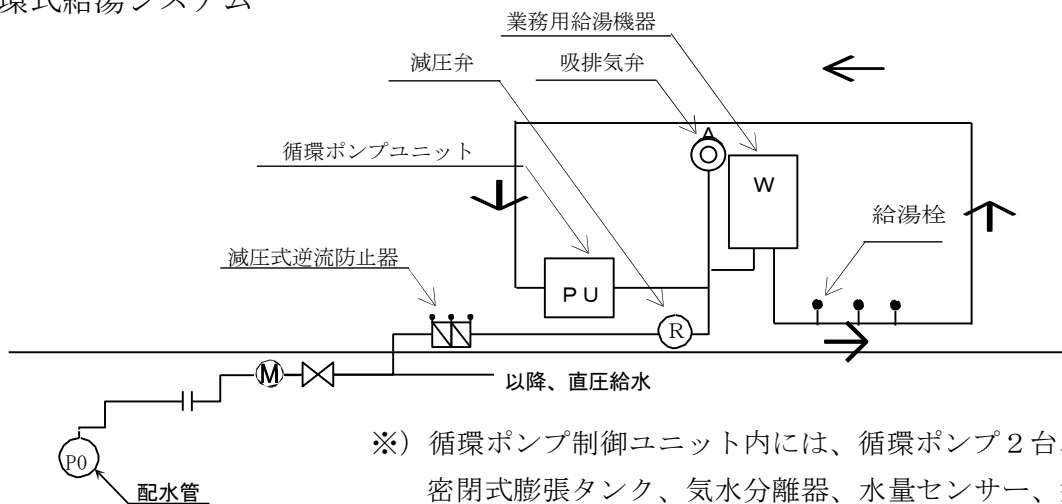 環式給湯システム
業務用給湯機器
減圧弁
吸排気弁
循環ポンプユニット
W
給湯栓
減圧式逆流防止器
PU
R
M
以降、直圧給水
P0
配水管
※）循環ポンプ制御ユニット内には、循環ポンプ２台
密閉式膨張タンク、気水分離器、水量センサー、